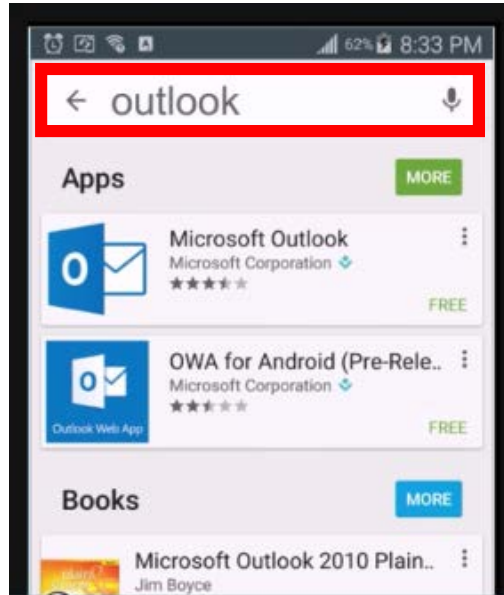 62% 8:33 PM
outlook
Apps
MORE
Microsoft Outlook
Microsoft Corporation
FREE
OWA for Android (Pre-Rele..
Microsoft Corporation
Outlook Web App
FREE
Books
MORE
Microsoft Outlook 2010 Plain..
Jim Boyce